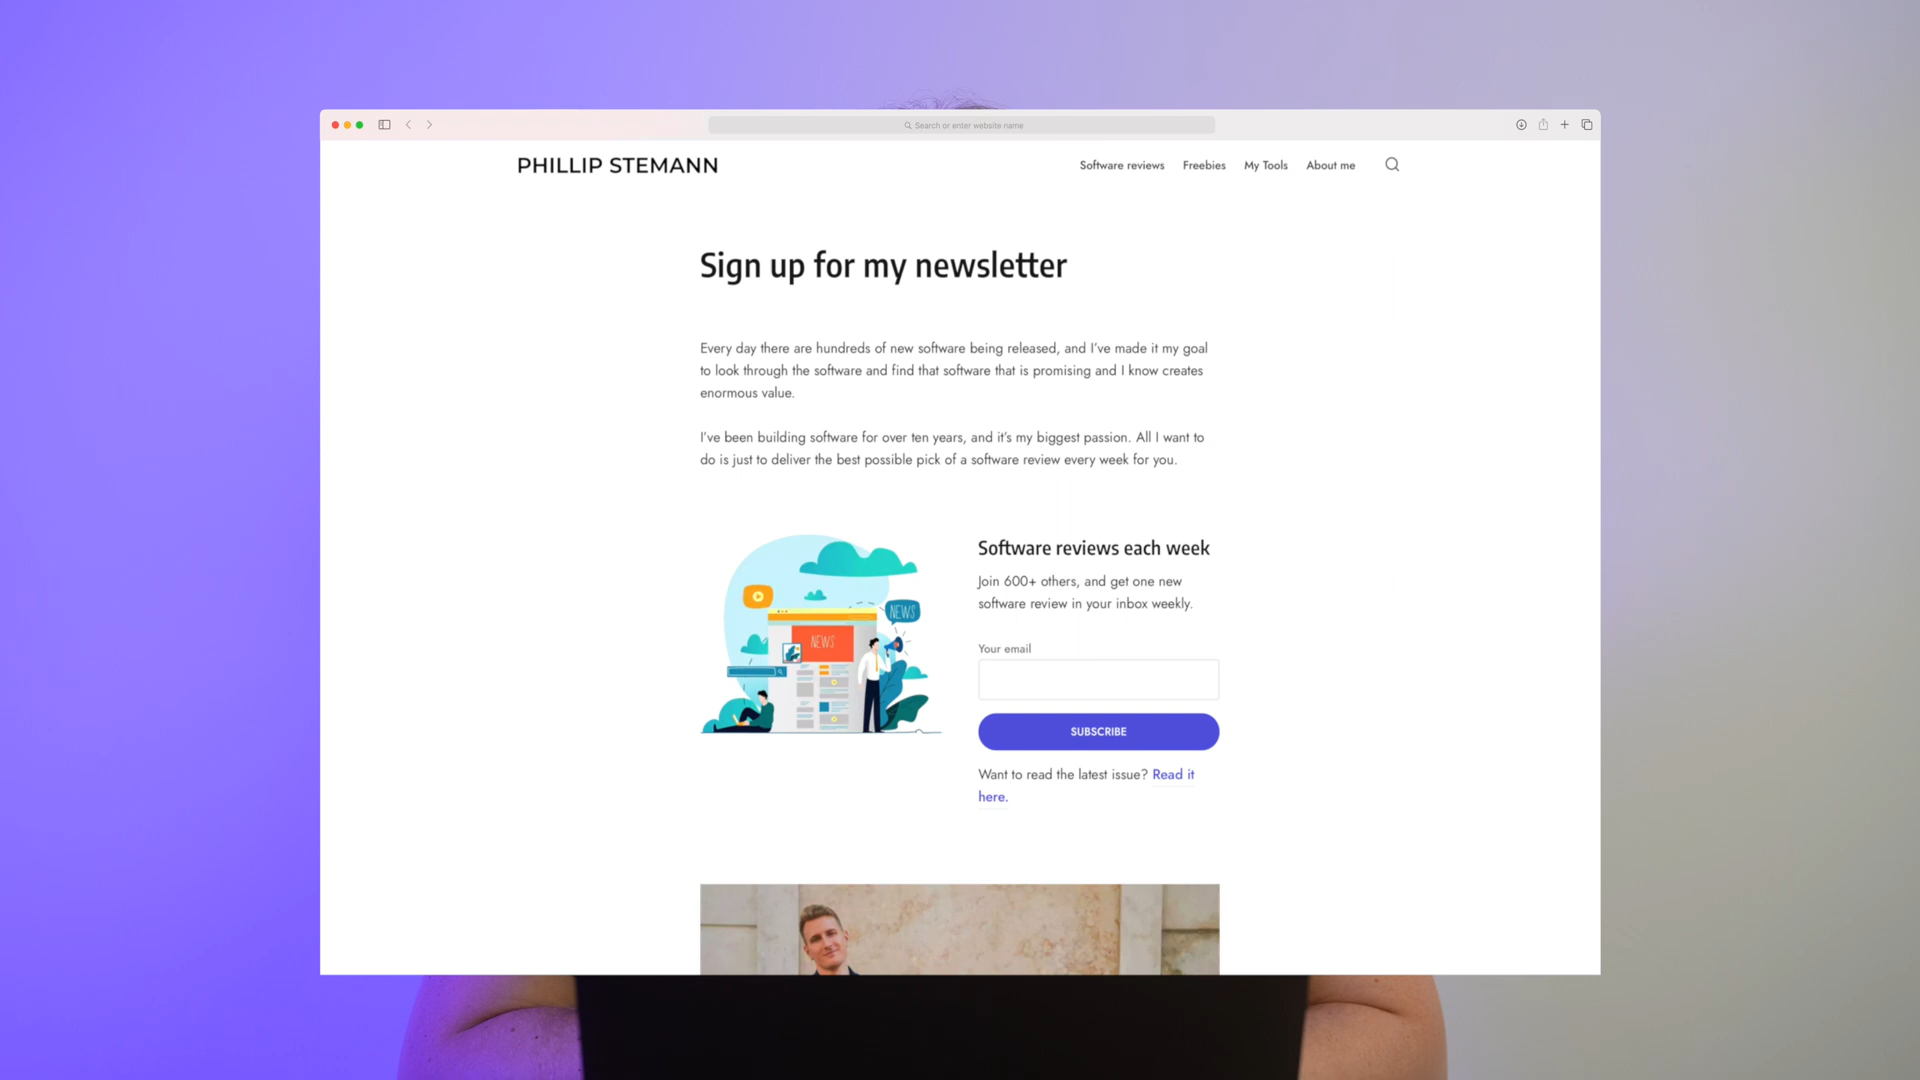 Search or enter website name
PHILLIP STEMANN
Software reviews
Freebies
My Tools
About me
Sign up for my newsletter
Every day there are hundreds of new software being released, and I've made it my goal
to look through the software and find that software that is promising and I know creates
enormous value.
I've been building software for over ten years, and it's my biggest passion. All I want to
do is just to deliver the best possible pick of a software review every week for you.
NEWS
NEWS
Software reviews each week
Join 600+ others, and get one new
software review in your inbox weekly.
Your email
SUBSCRIBE
Want to read the latest issue? Read it
here.